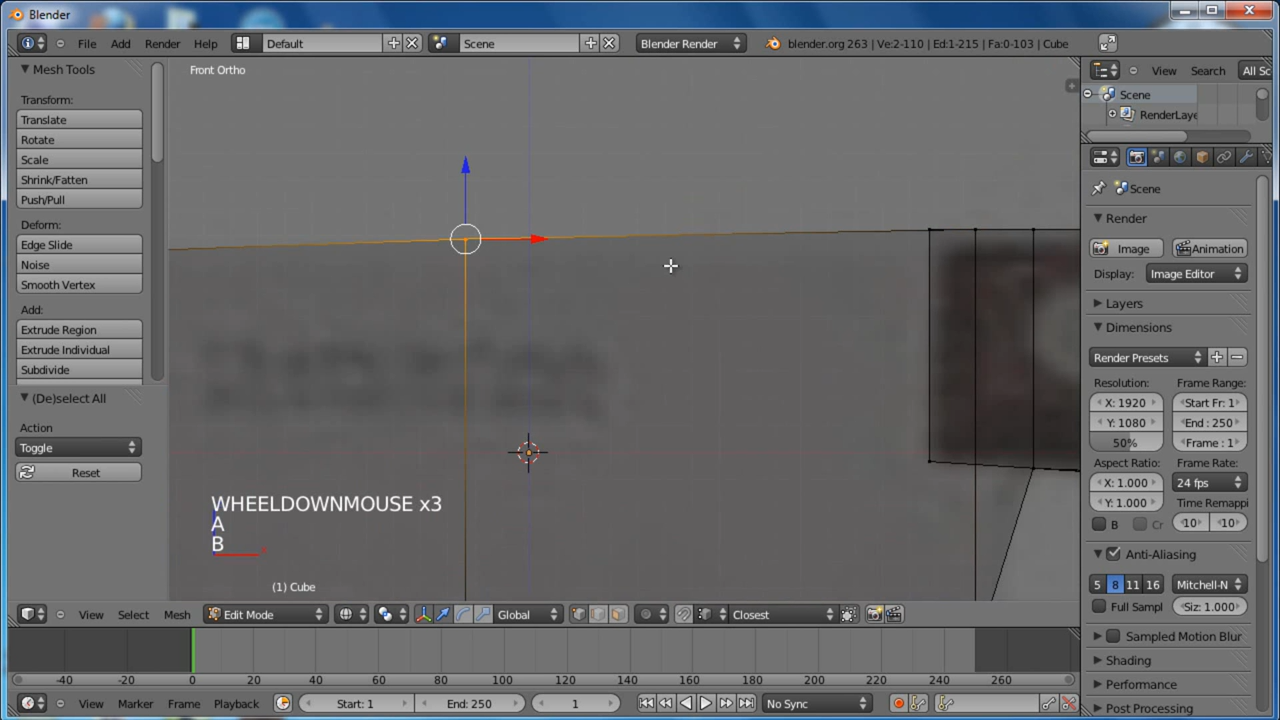 Blender
File Add Render Help Default Scene Blender Render blender.org 263 | Ve:2-110 | Ed:1-215 | Fa:0-103 | Cube
Mesh Tools
Transform:
Translate
Rotate
Scale
Shrink/Fatten
Push/Pull
Deform:
Edge Slide
Noise
Smooth Vertex
Add:
Extrude Region
Extrude Individual
Subdivide
(De)select All
Action
Toggle
Reset
Front Ortho
WHEELDOWNMOUSE x3
A
B
(1) Cube
View Select Mesh Edit Mode Global Closest
-40 -20 0 20 40 60 80 100 120 140 160 180 200 220 240 260
View Marker Frame Playback Start: 1 End: 250 1 No Sync
View Search All Sc
Scene
RenderLaye
Scene
Render
Image Animation
Display: Image Editor
Layers
Dimensions
Render Presets
Resolution: Frame Range:
X: 1920 Start Fr: 1
Y: 1080 End: 250
50% Frame: 1
Aspect Ratio: Frame Rate:
X: 1.000 24 fps
Y: 1.000 Time Remappi
B Cr 10 10
Anti-Aliasing
5 8 11 16 Mitchell-N
Full Sampl Siz: 1.000
Sampled Motion Blur
Shading
Performance
Post Processing